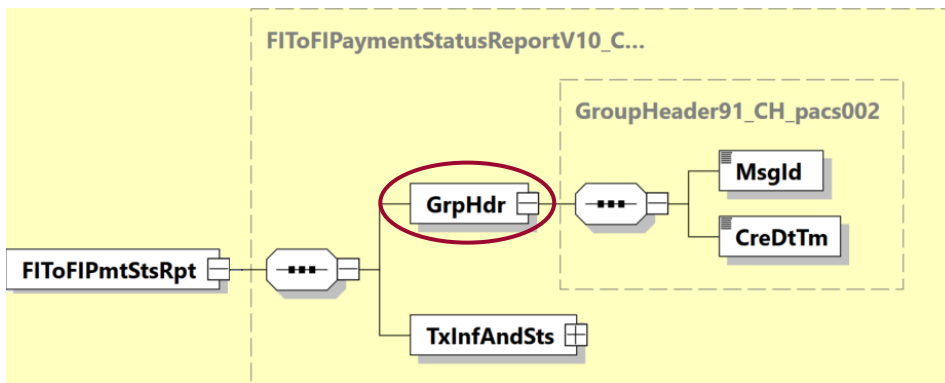 FIToFIPaymentStatusReportV10_C...
GroupHeader91_CH_pacs002
MsgId
GrpHdr
CreDtTm
FIToFIPmtStsRpt
TxInfAndSts